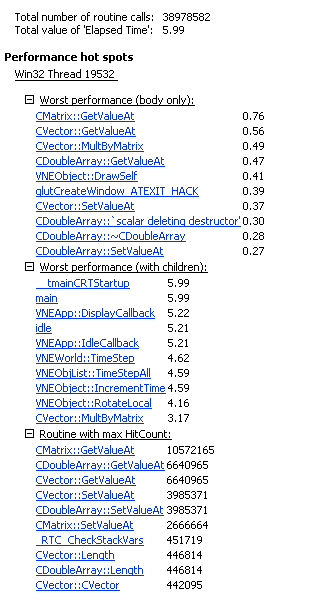 Total number of routine calls: 38978582
Total value of 'Elapsed Time': 5.99
Performance hot spots
Win32 Thread 19532
Worst performance (body only):
CMatrix::GetValueAt 0.76
CVector::GetValueAt 0.56
CVector::MultByMatrix 0.49
CDoubleArray::GetValueAt 0.47
VNEObject::DrawSelf 0.41
glutCreateWindow_ATEXIT_HACK 0.39
CVector::SetValueAt 0.37
CDoubleArray::`scalar deleting destructor' 0.30
CDoubleArray::~CDoubleArray 0.28
CDoubleArray::SetValueAt 0.27
Worst performance (with children):
__tmainCRTStartup 5.99
main 5.99
VNEApp::DisplayCallback 5.22
idle 5.21
VNEApp::IdleCallback 5.21
VNEWorld::TimeStep 4.62
VNEObjList::TimeStepAll 4.59
VNEObject::IncrementTime 4.59
VNEObject::RotateLocal 4.16
CVector::MultByMatrix 3.17
Routine with max HitCount:
CMatrix::GetValueAt 10572165
CDoubleArray::GetValueAt 6640965
CVector::GetValueAt 6640965
CVector::SetValueAt 3985371
CDoubleArray::SetValueAt 3985371
CMatrix::SetValueAt 2666664
_RTC_CheckStackVars 451719
CVector::Length 446814
CDoubleArray::Length 446814
CVector::CVector 442095